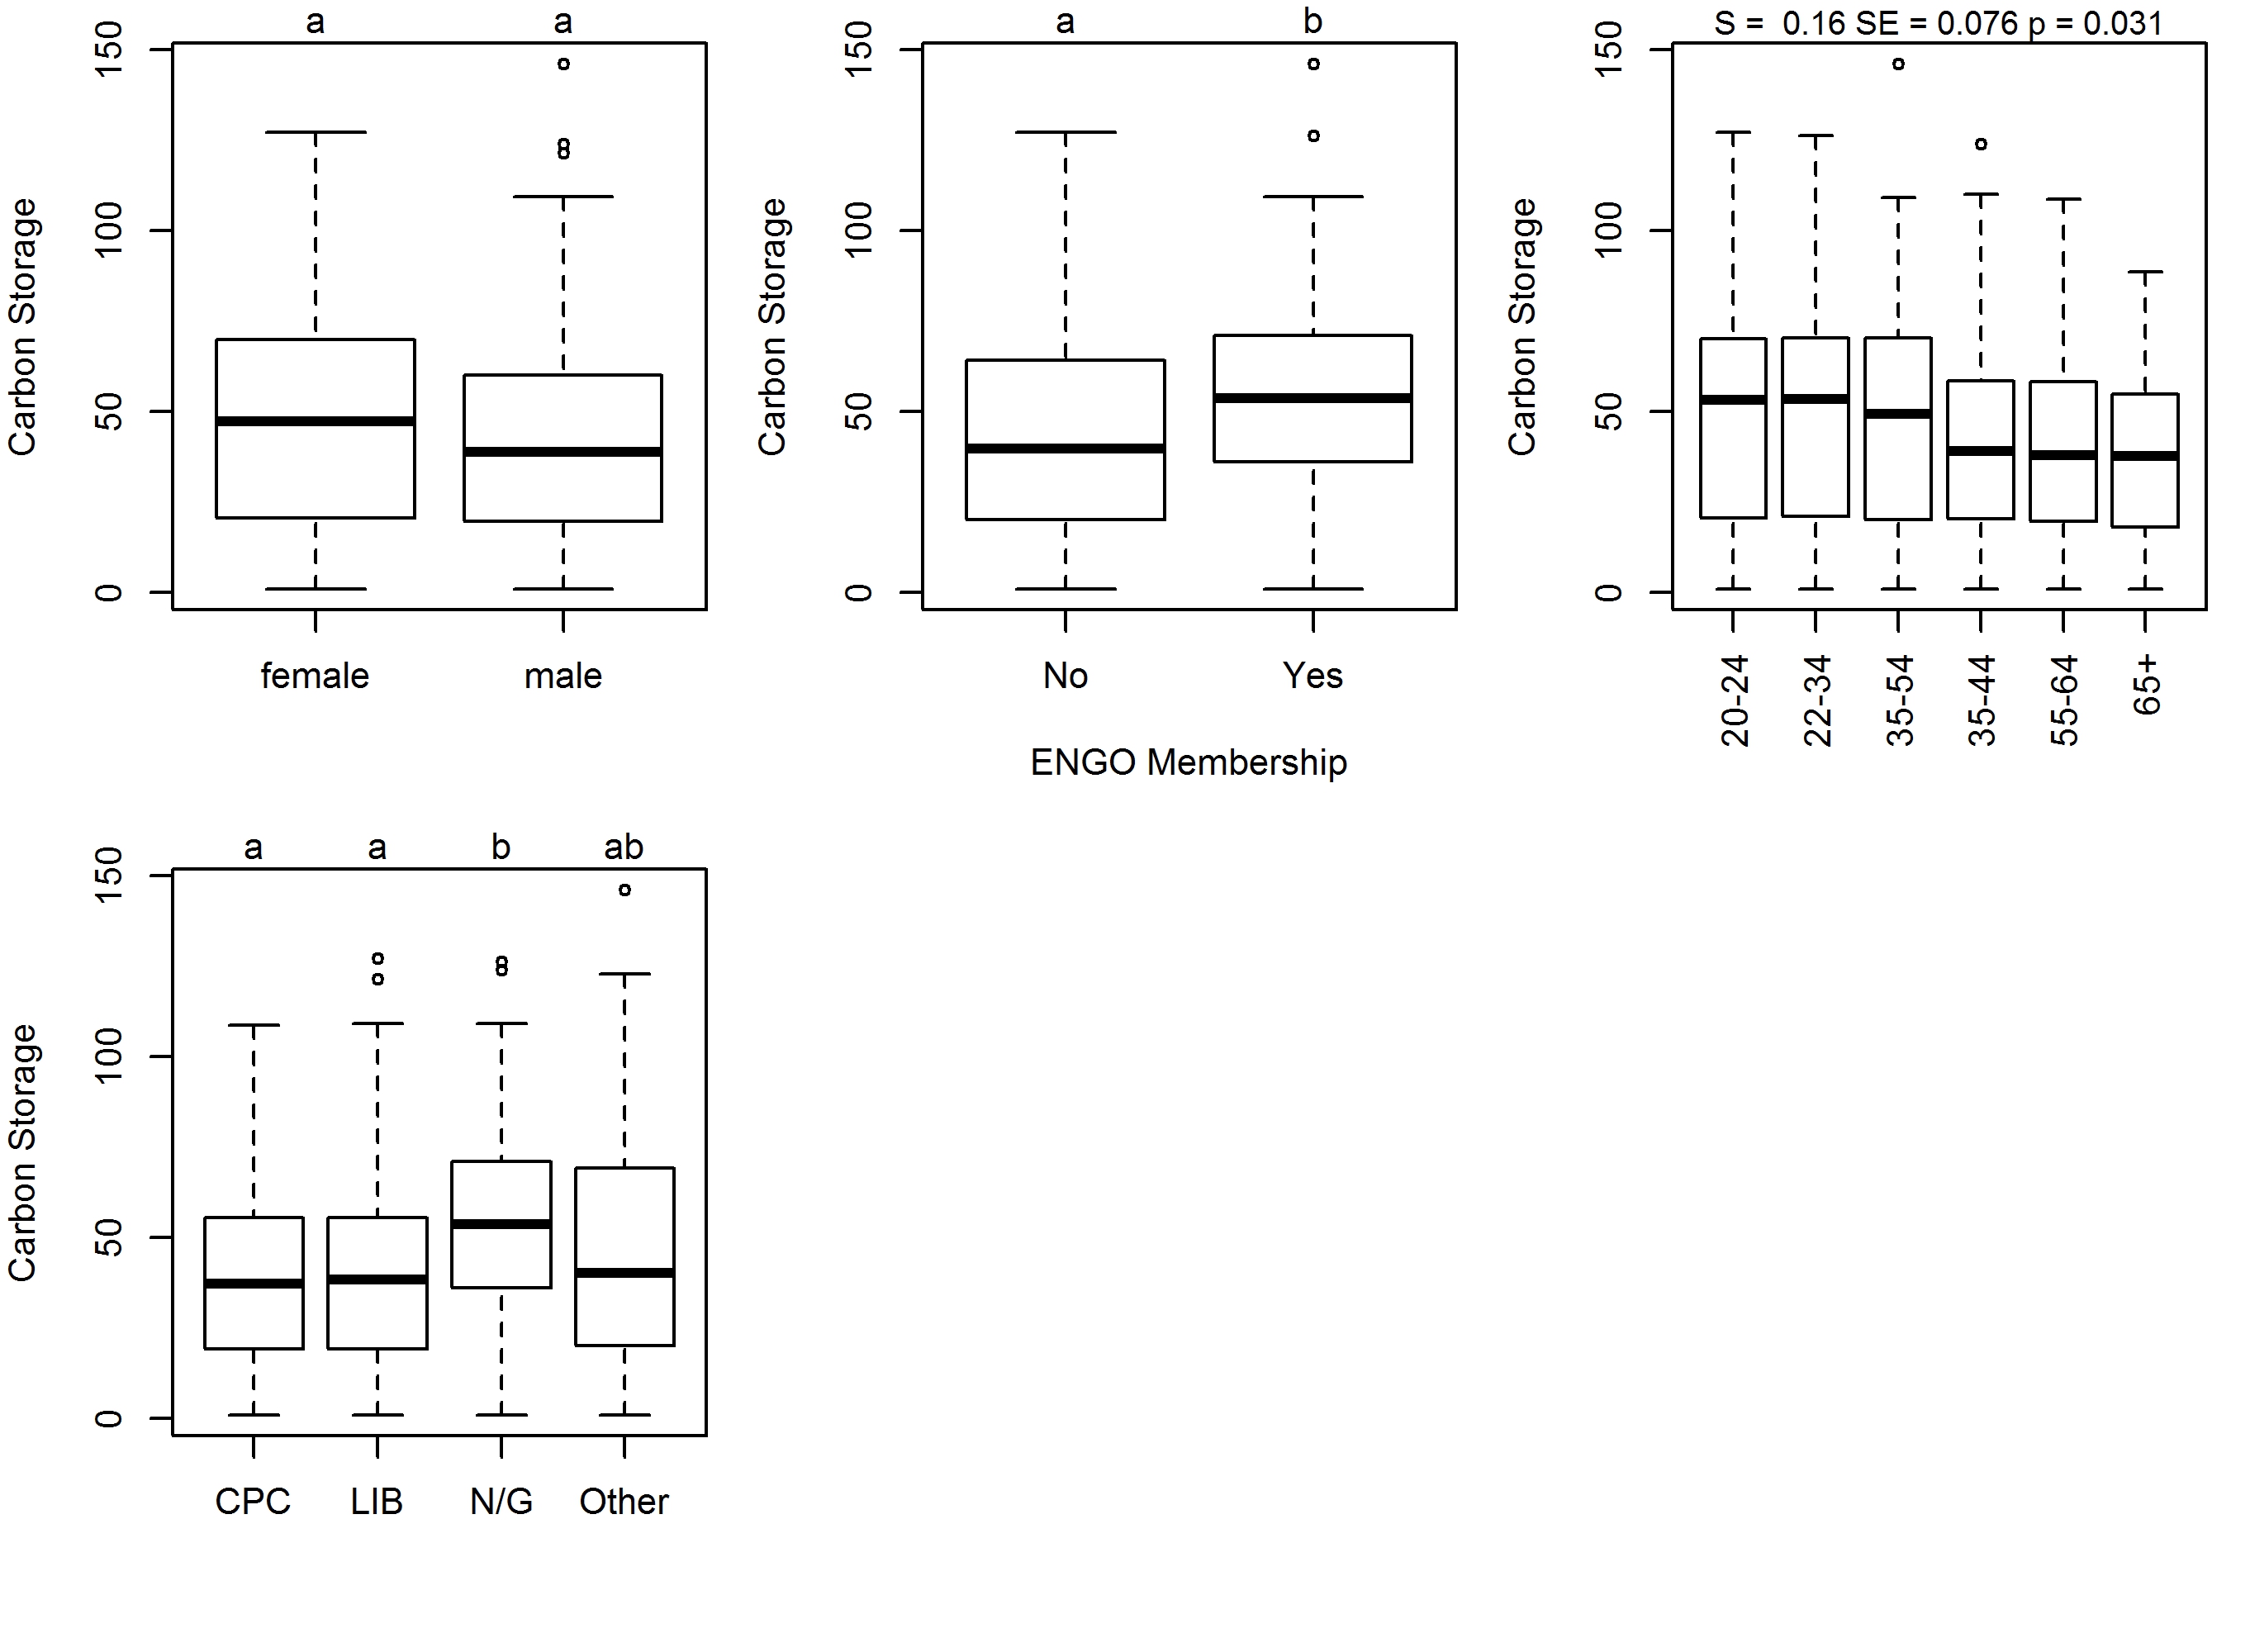 a a
150
100
50
0
Carbon Storage
female male
a b
150
100
50
0
Carbon Storage
No Yes
ENGO Membership
S = 0.16 SE = 0.076 p = 0.031
150
100
50
0
Carbon Storage
20-24 22-34 35-54 35-44 55-64 65+
a a b ab
150
100
50
0
Carbon Storage
CPC LIB N/G Other